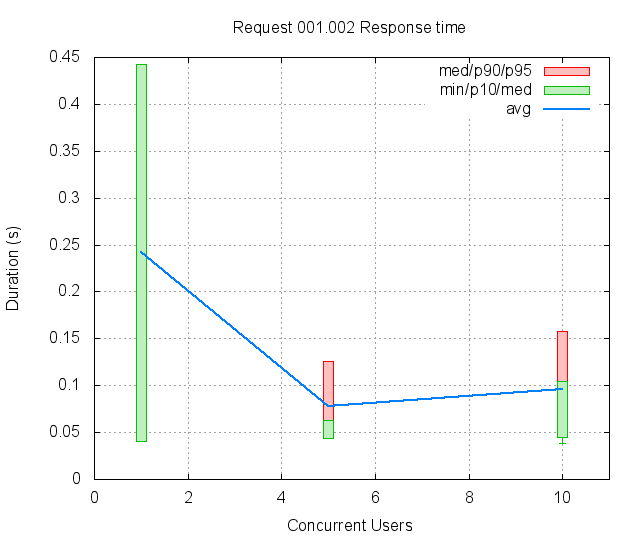 Request 001.002 Response time
med/p90/p95
min/p10/med
avg
0.45
0.4
0.35
0.3
0.25
0.2
0.15
0.1
0.05
0
Duration (s)
0 2 4 6 8 10
Concurrent Users